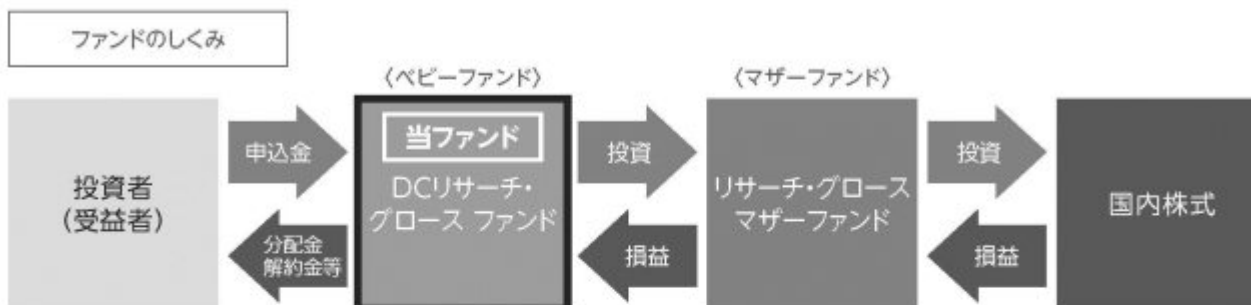 ファンドのしくみ
〈ベビーファンド〉
〈マザーファンド〉
投資者
(受益者)
申込金
分配金
解約金等
当ファンド
DCリサーチ・
グロース ファンド
投資
損益
リサーチ・グロース
マザーファンド
投資
損益
国内株式